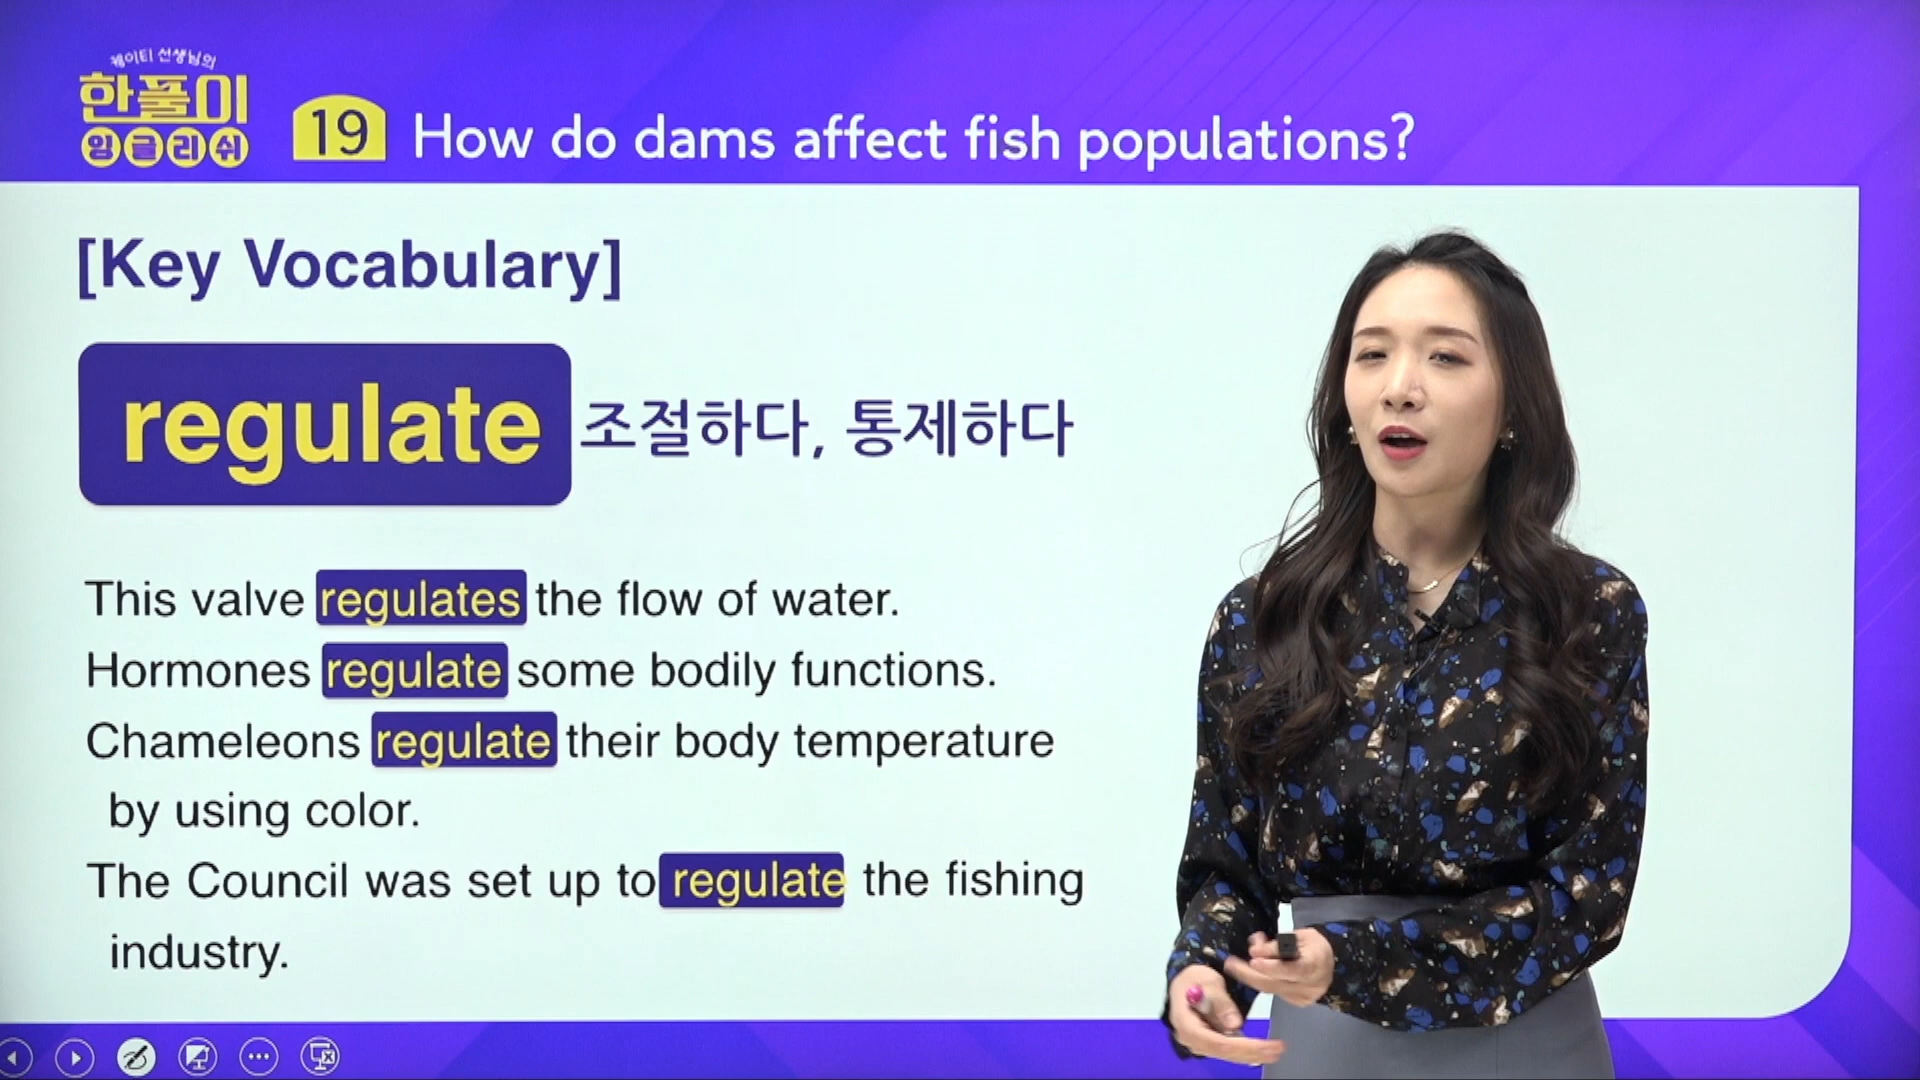 케이티 선생님의
한풀이
잉글리쉬
19 How do dams affect fish populations?
[Key Vocabulary]
regulate 조절하다, 통제하다
This valve regulates the flow of water.
Hormones regulate some bodily functions.
Chameleons regulate their body temperature
by using color.
The Council was set up to regulate the fishing
industry.